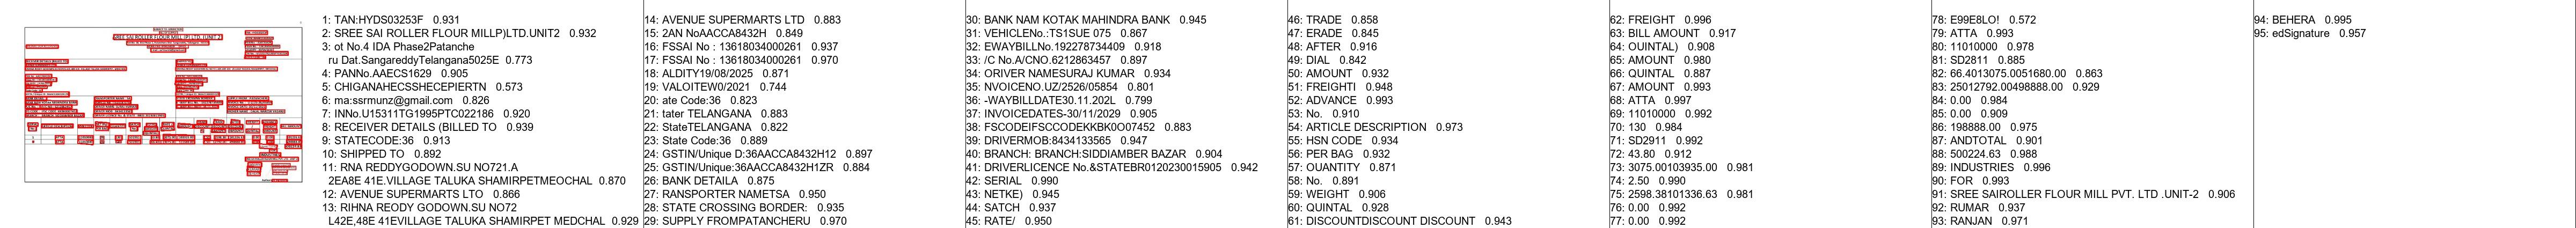 1: TAN:HYDS03253F 0.931
2: SREE SAI ROLLER FLOUR MILLP)LTD.UNIT2 0.932
3: ot No.4 IDA Phase2Patanche
ru Dat.SangareddyTelangana5025E 0.773
4: PANNo.AAECS1629 0.905
5: CHIGANAHECSSHECEPIERTN 0.573
6: ma:ssrmunz@gmail.com 0.826
7: INNo.U15311TG1995PTC022186 0.920
8: RECEIVER DETAILS (BILLED TO 0.939
9: STATECODE:36 0.913
10: SHIPPED TO 0.892
11: RNA REDDYGODOWN.SU NO721.A
2EA8E 41E.VILLAGE TALUKA SHAMIRPETMEOCHAL 0.870
12: AVENUE SUPERMARTS LTO 0.866
13: RIHNA REODY GODOWN.SU NO72
L42E,48E 41EVILLAGE TALUKA SHAMIRPET MEDCHAL 0.929
14: AVENUE SUPERMARTS LTD 0.883
15: 2AN NoAACCA8432H 0.849
16: FSSAI No : 13618034000261 0.937
17: FSSAI No : 13618034000261 0.970
18: ALDITY19/08/2025 0.871
19: VALOITEW0/2021 0.744
20: ate Code:36 0.823
21: tater TELANGANA 0.883
22: StateTELANGANA 0.822
23: State Code:36 0.889
24: GSTIN/Unique D:36AACCA8432H12 0.897
25: GSTIN/Unique:36AACCA8432H1ZR 0.884
26: BANK DETAILA 0.875
27: RANSPORTER NAMETSA 0.950
28: STATE CROSSING BORDER: 0.935
29: SUPPLY FROMPATANCHERU 0.970
30: BANK NAM KOTAK MAHINDRA BANK 0.945
31: VEHICLENo.:TS1SUE 075 0.867
32: EWAYBILLNo.192278734409 0.918
33: /C No.A/CNO.6212863457 0.897
34: ORIVER NAMESURAJ KUMAR 0.934
35: NVOICENO.UZ/2526/05854 0.801
36: -WAYBILLDATE30.11.202L 0.799
37: INVOICEDATES-30/11/2029 0.905
38: FSCODEIFSCCODEKKBK0O07452 0.883
39: DRIVERMOB:8434133565 0.947
40: BRANCH: BRANCH:SIDDIAMBER BAZAR 0.904
41: DRIVERLICENCE No.&STATEBR0120230015905 0.942
42: SERIAL 0.990
43: NETKE) 0.945
44: SATCH 0.937
45: RATE/ 0.950
46: TRADE 0.858
47: ERADE 0.845
48: AFTER 0.916
49: DIAL 0.842
50: AMOUNT 0.932
51: FREIGHTI 0.948
52: ADVANCE 0.993
53: No. 0.910
54: ARTICLE DESCRIPTION 0.973
55: HSN CODE 0.934
56: PER BAG 0.932
57: QUANTITY 0.871
58: No. 0.891
59: WEIGHT 0.906
60: QUINTAL 0.928
61: DISCOUNTDISCOUNT DISCOUNT 0.943
62: FREIGHT 0.996
63: BILL AMOUNT 0.917
64: OUINTAL) 0.908
65: AMOUNT 0.980
66: QUINTAL 0.887
67: AMOUNT 0.993
68: ATTA 0.997
69: 11010000 0.992
70: 130 0.984
71: SD2911 0.992
72: 43.80 0.912
73: 3075.00103935.00 0.981
74: 2.50 0.990
75: 2598.38101336.63 0.981
76: 0.00 0.992
77: 0.00 0.992
78: E99E8LO! 0.572
79: ATTA 0.993
80: 11010000 0.978
81: SD2811 0.885
82: 66.4013075.0051680.00 0.863
83: 25012792.00498888.00 0.929
84: 0.00 0.984
85: 0.00 0.909
86: 198888.00 0.975
87: ANDTOTAL 0.901
88: 500224.63 0.988
89: INDUSTRIES 0.996
90: FOR 0.993
91: SREE SAIROLLER FLOUR MILL PVT. LTD .UNIT-2 0.906
92: RUMAR 0.937
93: RANJAN 0.971
94: BEHERA 0.995
95: edSignature 0.957